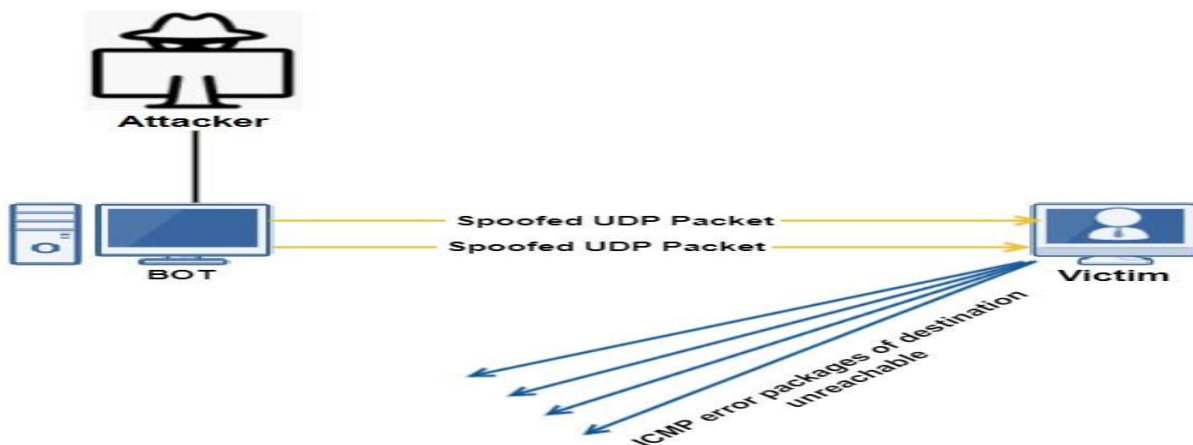 Attacker
Spoofed UDP Packet
Spoofed UDP Packet
BOT
Victim
ICMP error packages of destination
unreachable